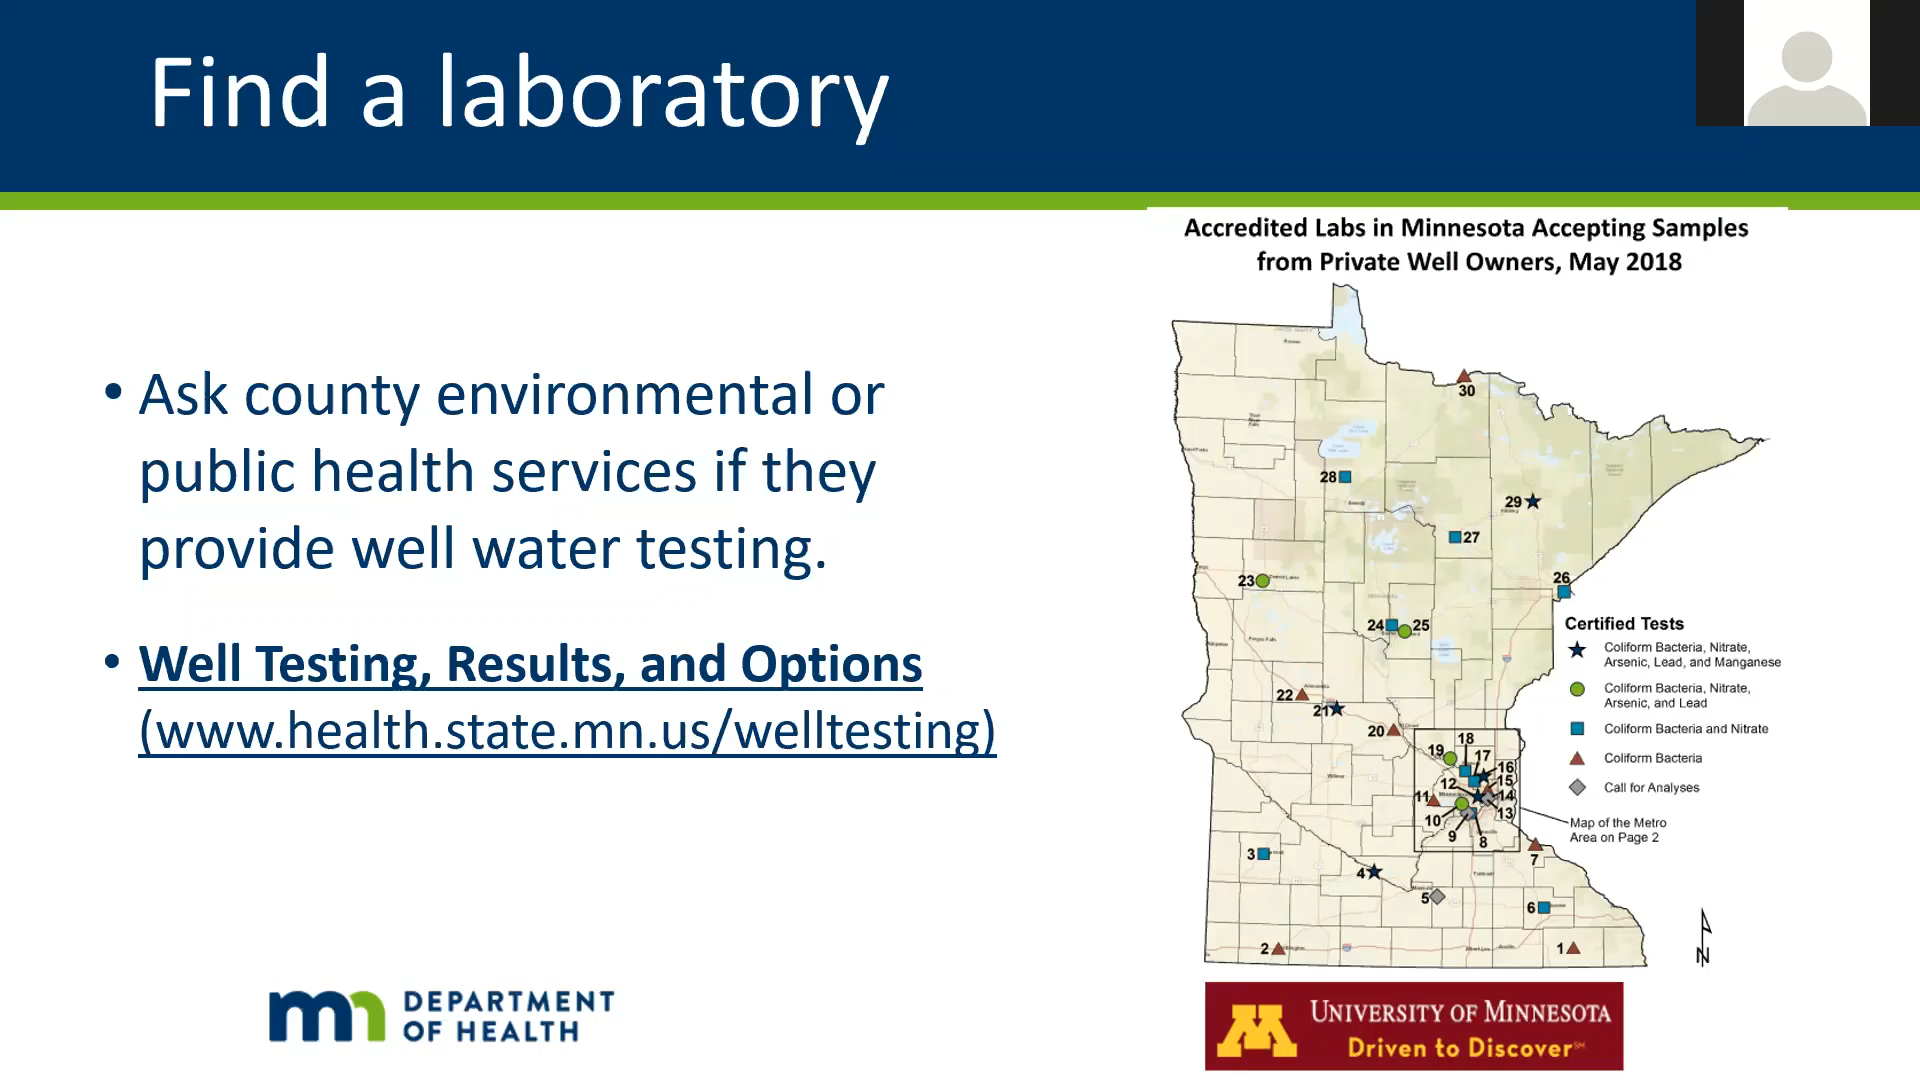 Find a laboratory
Accredited Labs in Minnesota Accepting Samples
from Private Well Owners, May 2018
• Ask county environmental or
public health services if they
provide well water testing.
• Well Testing, Results, and Options
(www.health.state.mn.us/welltesting)
30
28
29
27
26
23
Detroit Lakes
24
25
22
21
20
19
18
17
16
15
14
13
12
11
10
9
8
7
3
4
5
6
2
1
Certified Tests
Coliform Bacteria, Nitrate,
Arsenic, Lead, and Manganese
Coliform Bacteria, Nitrate,
Arsenic, and Lead
Coliform Bacteria and Nitrate
Coliform Bacteria
Call for Analyses
Map of the Metro
Area on Page 2
N
mn DEPARTMENT
OF HEALTH
M UNIVERSITY OF MINNESOTA
Driven to Discover℠